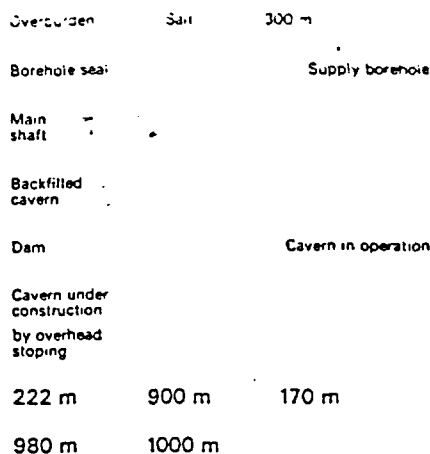 Overburden Salt 300 m
Borehole seal Supply borehole
Main
shaft
Backfilled
cavern
Dam Cavern in operation
Cavern under
construction
by overhead
stoping
222 m 900 m 170 m
980 m 1000 m